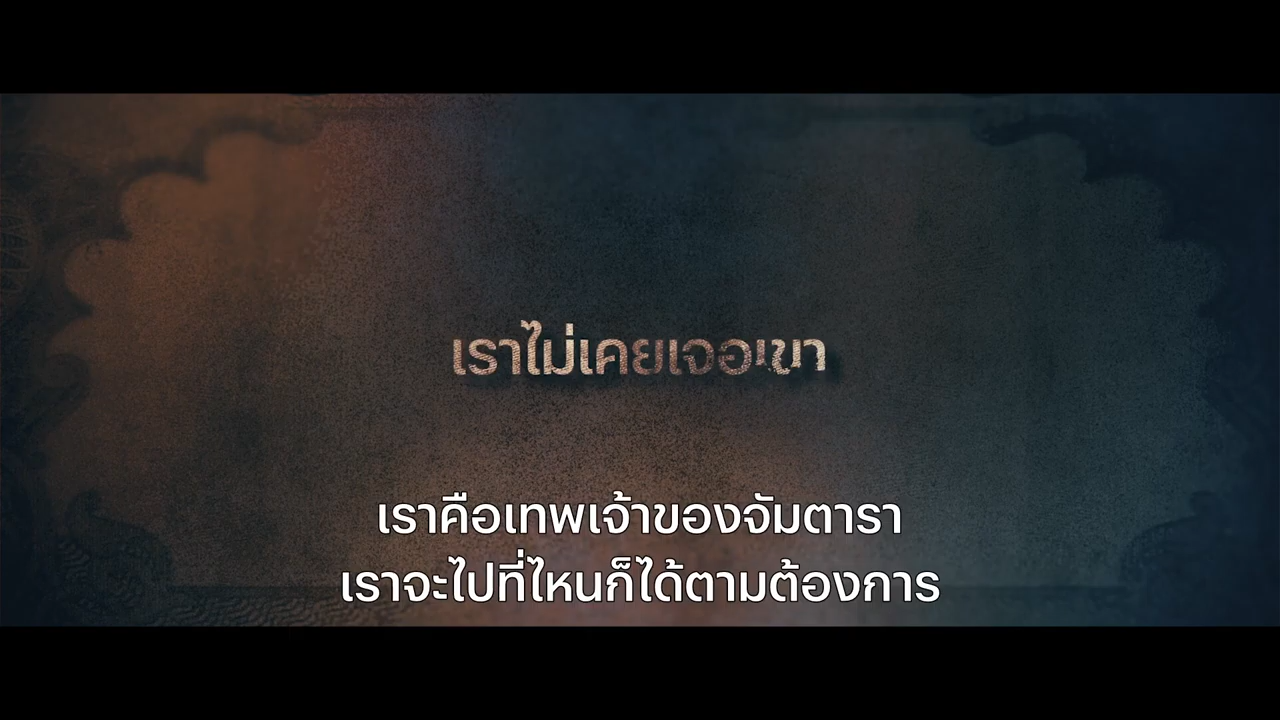 เราไม่เคยเจอเขา
เราคือเทพเจ้าของจัมตารา
เราจะไปที่ไหนก็ได้ตามต้องการ